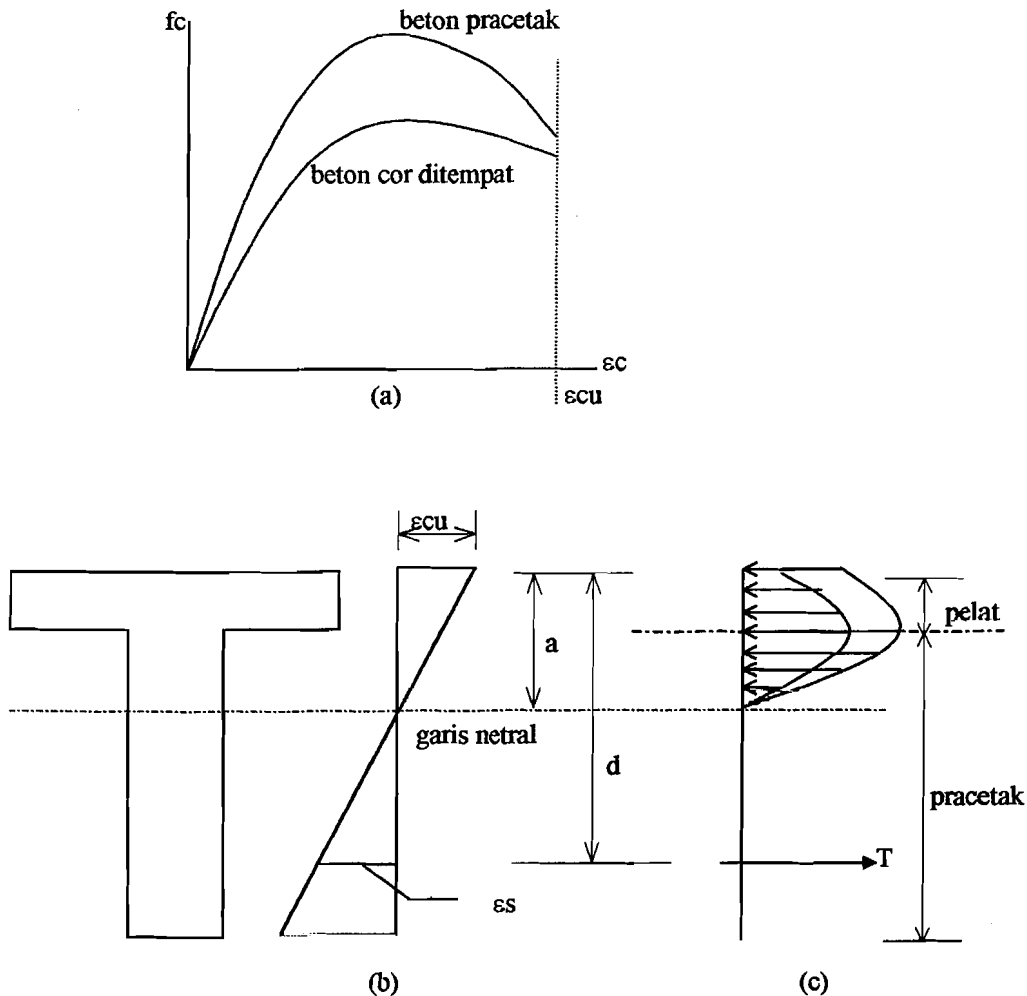 fc
beton pracetak
beton cor ditempat
εc
(a)
εcu
εcu
pelat
a
garis netral
d
pracetak
T
εs
(b)
(c)